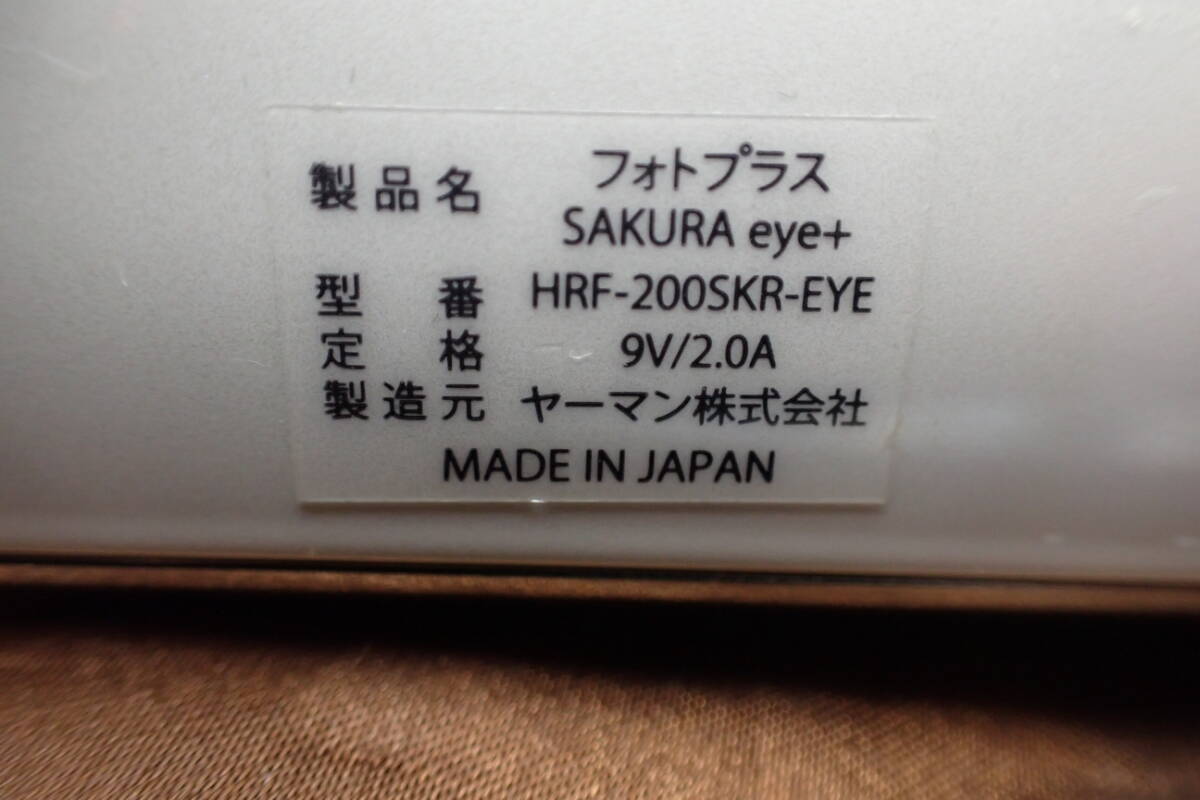 製品名 フォトプラス
SAKURA eye+
型番 HRF-200SKR-EYE
定格 9V/2.0A
製造元 ヤーマン株式会社
MADE IN JAPAN